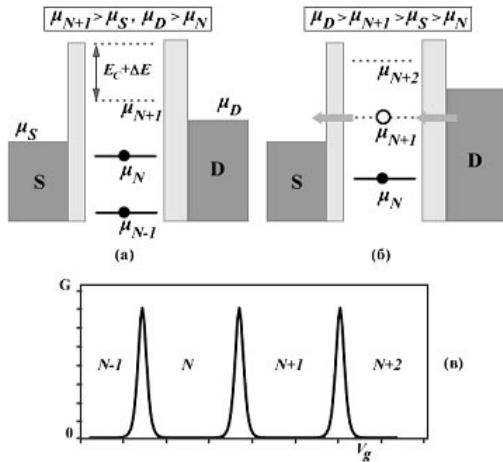 μN+1>μS, μD>μN
EC+ΔE
μN+1
μS
μD
S
D
μN
μN-1
(а)
μD>μN+1>μS>μN
μN+2
μN+1
D
S
μN
(б)
G
N-1
N
N+1
N+2
(в)
0
Vg